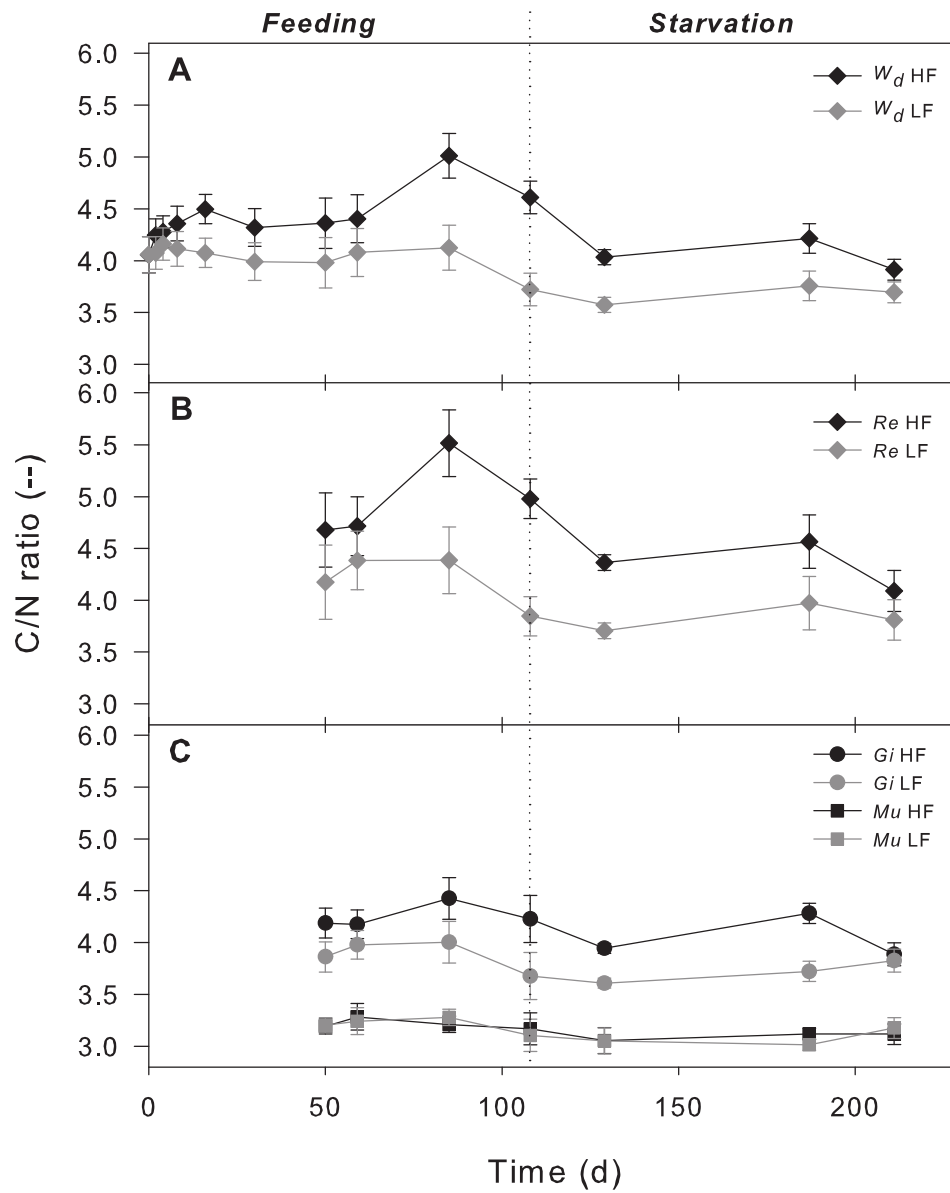 Feeding Starvation
A
6.0
5.5
5.0
4.5
4.0
3.5
3.0
W_d HF
W_d LF
B
6.0
5.5
5.0
4.5
4.0
3.5
3.0
Re HF
Re LF
C/N ratio (--)
C
6.0
5.5
5.0
4.5
4.0
3.5
3.0
Gi HF
Gi LF
Mu HF
Mu LF
0 50 100 150 200
Time (d)